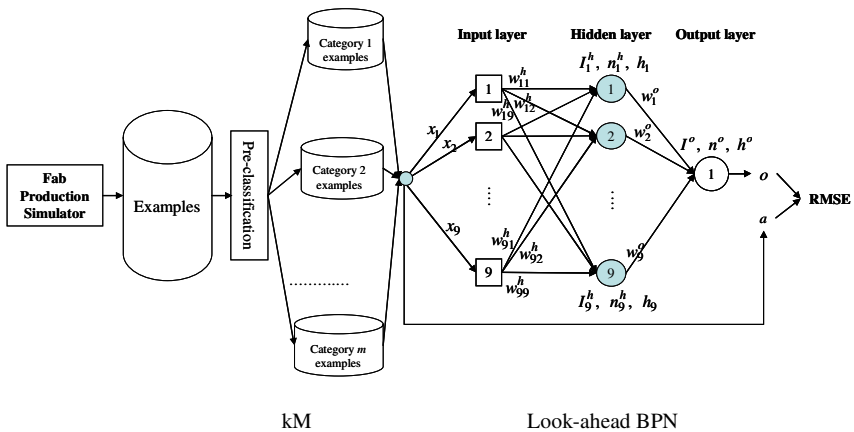 Fab
Production
Simulator
Examples
Pre-classification
Category 1
examples
Category 2
examples
..............
Category m
examples
Input layer
Hidden layer
Output layer
x₁
x₂
x₉
1
2
⋮
9
w₁₁ʰ
w₁₂ʰ
w₁₉ʰ
w₉₁ʰ
w₉₂ʰ
w₉₉ʰ
I₁ʰ, n₁ʰ, h₁
1
2
⋮
9
I₉ʰ, n₉ʰ, h₉
w₁ᵒ
w₂ᵒ
w₉ᵒ
Iᵒ, nᵒ, hᵒ
1
o
a
RMSE
kM
Look-ahead BPN